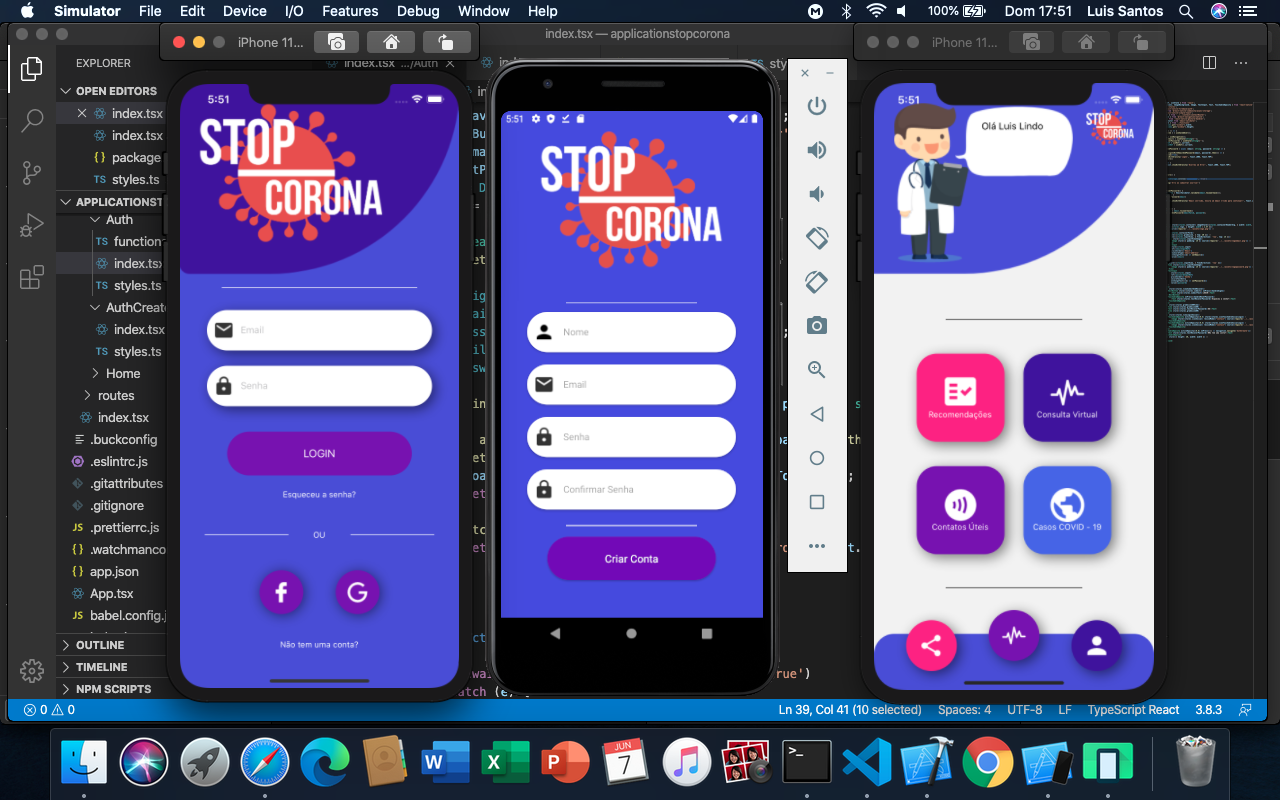 Simulator File Edit Device I/O Features Debug Window Help
100% Dom 17:51 Luis Santos
index.tsx — applicationstopcorona
iPhone 11...
iPhone 11...
EXPLORER
index.tsx .../Auth
OPEN EDITORS
index.tsx
index.tsx
{ } package
TS styles.ts
APPLICATIONST
Auth
TS function
index.tsx
TS styles.ts
AuthCreate
index.tsx
TS styles.ts
Home
routes
index.tsx
.buckconfig
.eslintrc.js
.gitattributes
.gitignore
JS .prettierrc.js
{ } .watchmanco
{ } app.json
App.tsx
JS babel.config.j
OUTLINE
TIMELINE
NPM SCRIPTS
5:51
STOP
CORONA
Email
Senha
LOGIN
Esqueceu a senha?
OU
f
G
Não tem uma conta?
5:51
STOP
CORONA
Nome
Email
Senha
Confirmar Senha
Criar Conta
5:51
Olá Luis Lindo
STOP
CORONA
Recomendações
Consulta Virtual
Contatos Úteis
Casos COVID - 19
0 0
Ln 39, Col 41 (10 selected) Spaces: 4 UTF-8 LF TypeScript React 3.8.3
W
X
P
JUN
7
>_